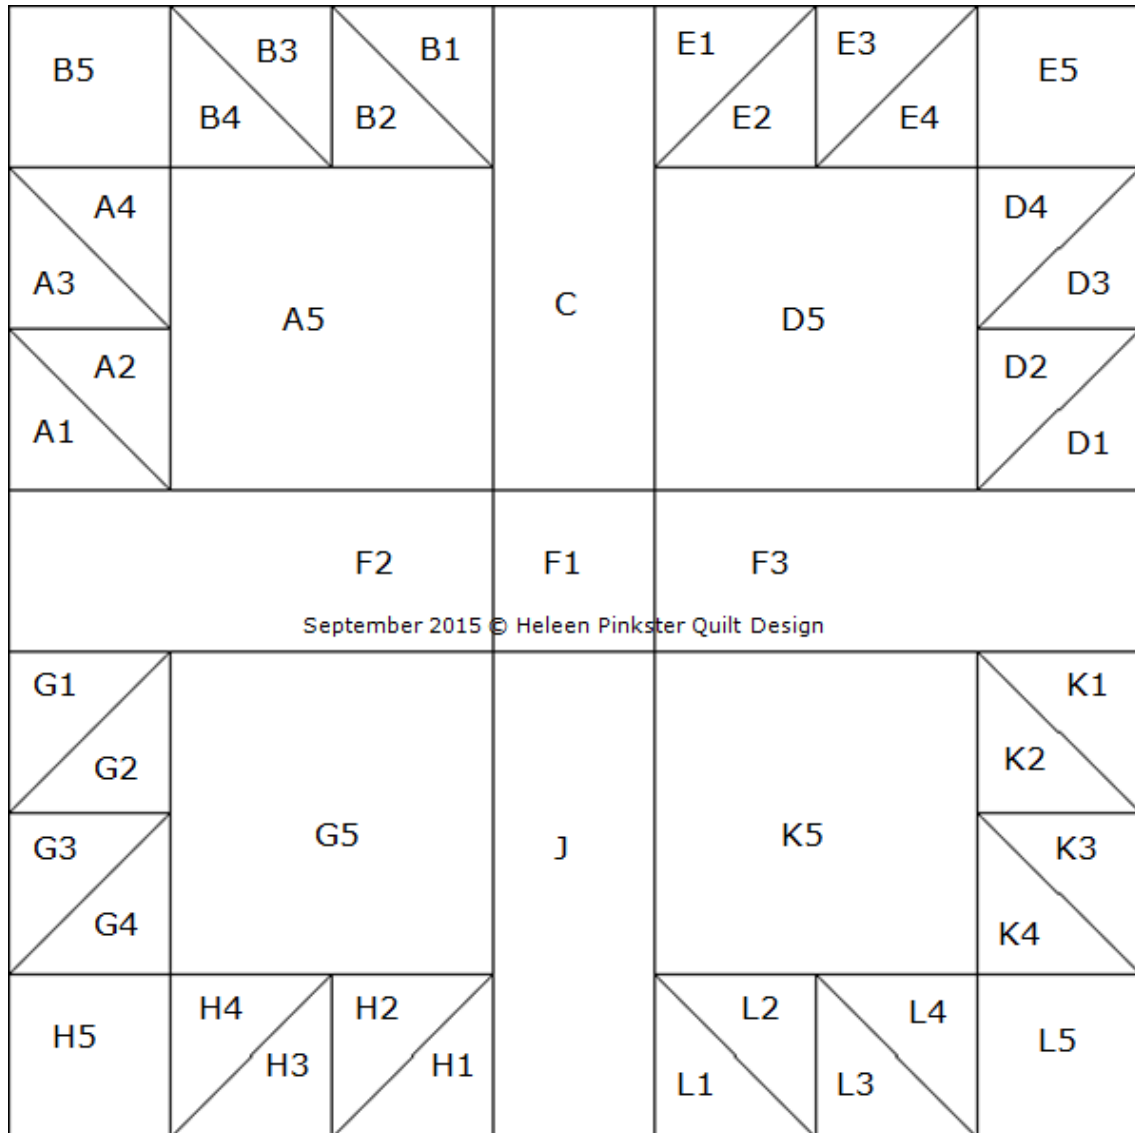 B5 B3 B1 E1 E3 E5
B4 B2 E2 E4
A4 D4
A3 A5 C D5 D3
A2 D2
A1 D1
F2 F1 F3
September 2015 © Heleen Pinkster Quilt Design
G1 K1
G2 K2
G3 G5 J K5 K3
G4 K4
H4 H2 L2 L4
H5 H3 H1 L1 L3 L5